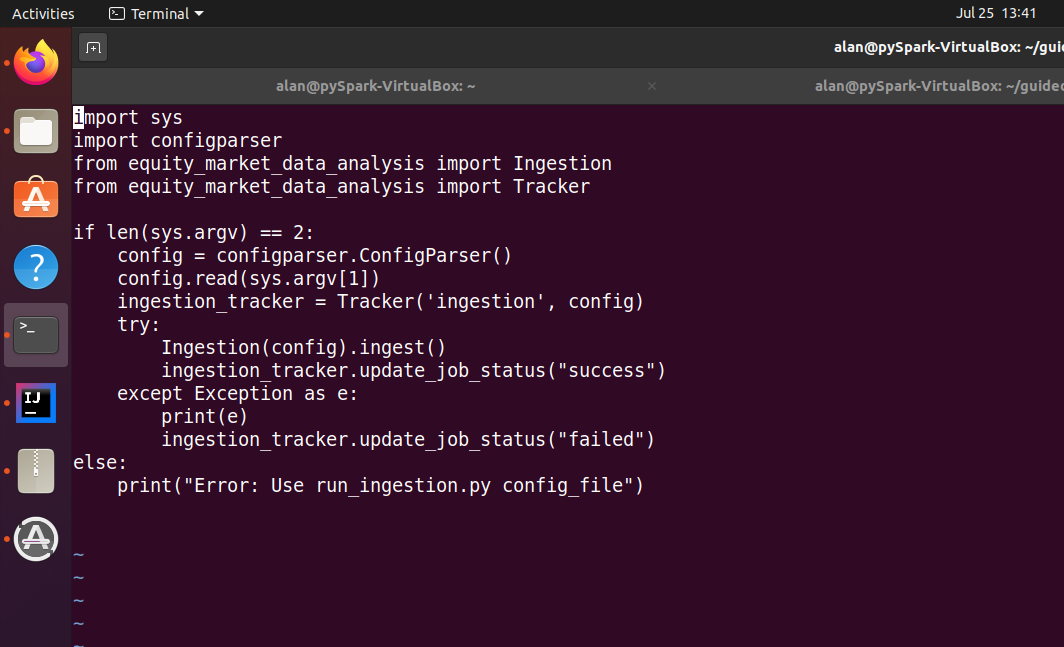 Activities
Terminal
Jul 25 13:41
alan@pySpark-VirtualBox: ~/guide
alan@pySpark-VirtualBox: ~
alan@pySpark-VirtualBox: ~/guided
import sys
import configparser
from equity_market_data_analysis import Ingestion
from equity_market_data_analysis import Tracker
if len(sys.argv) == 2:
    config = configparser.ConfigParser()
    config.read(sys.argv[1])
    ingestion_tracker = Tracker('ingestion', config)
    try:
        Ingestion(config).ingest()
        ingestion_tracker.update_job_status("success")
    except Exception as e:
        print(e)
        ingestion_tracker.update_job_status("failed")
else:
    print("Error: Use run_ingestion.py config_file")
~
~
~
~
~